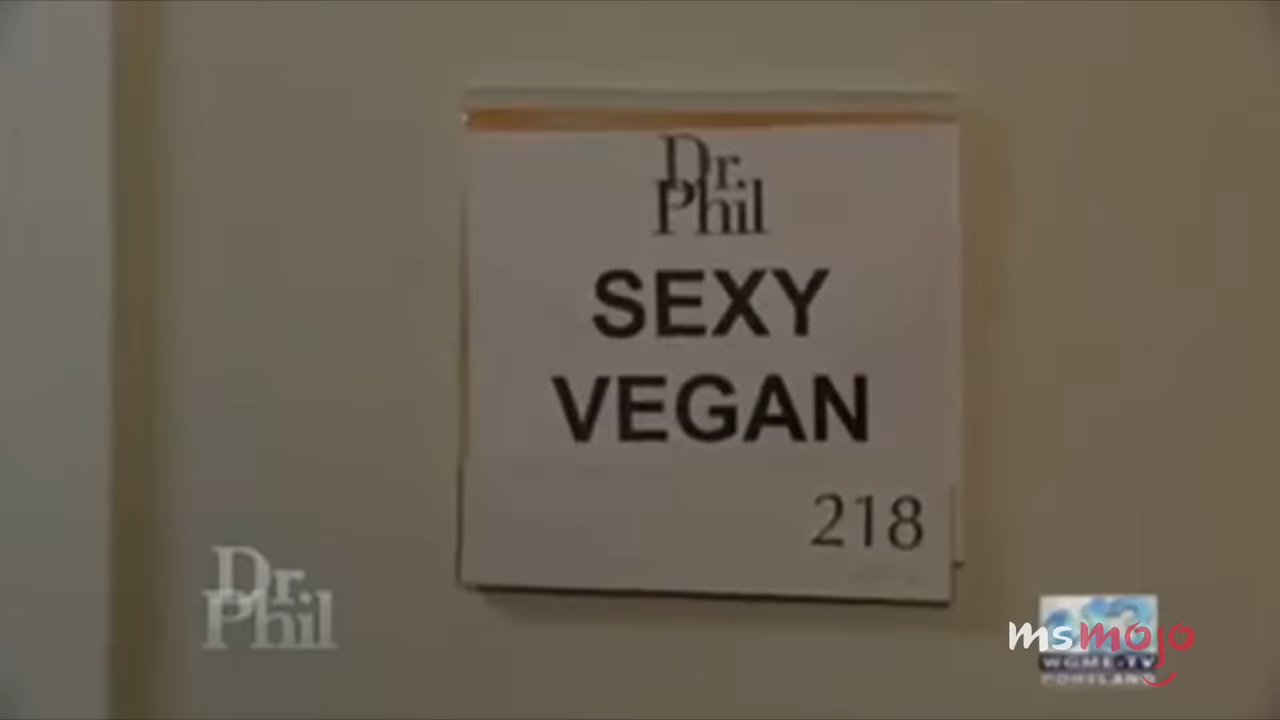 Dr.
Phil
SEXY
VEGAN
218
Dr.
Phil
msmojo
WGME-TV
PORTLAND